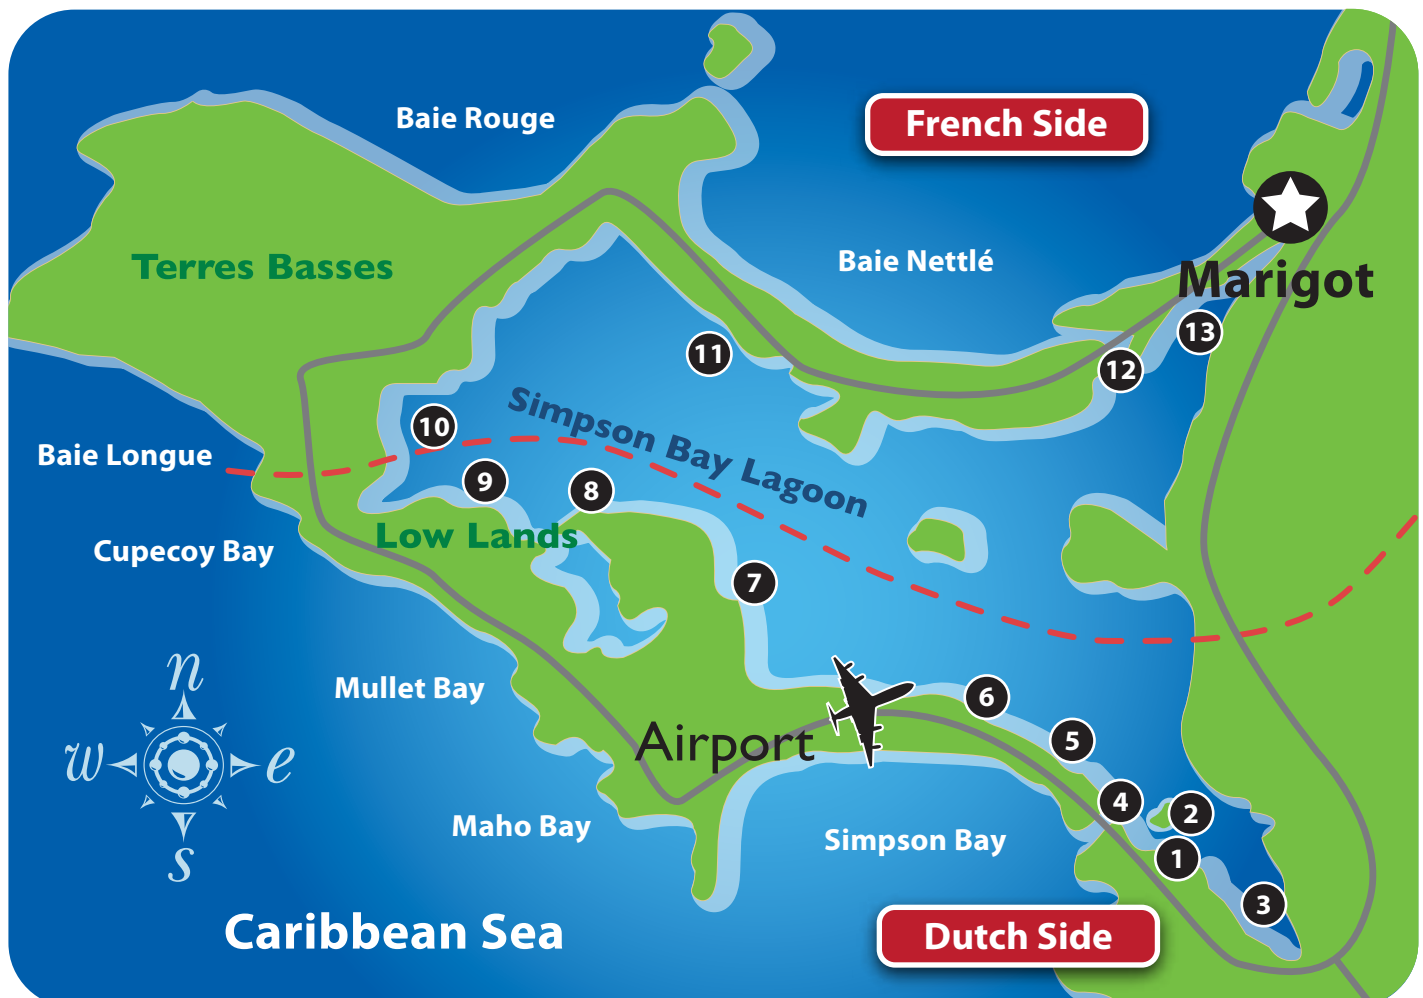 Baie Rouge
French Side
Terres Basses
Baie Nettlé
Marigot
13
11
12
Simpson Bay Lagoon
10
Baie Longue
9
8
Low Lands
Cupecoy Bay
7
n
w
e
s
Mullet Bay
6
Airport
5
4
2
Maho Bay
Simpson Bay
1
3
Caribbean Sea
Dutch Side